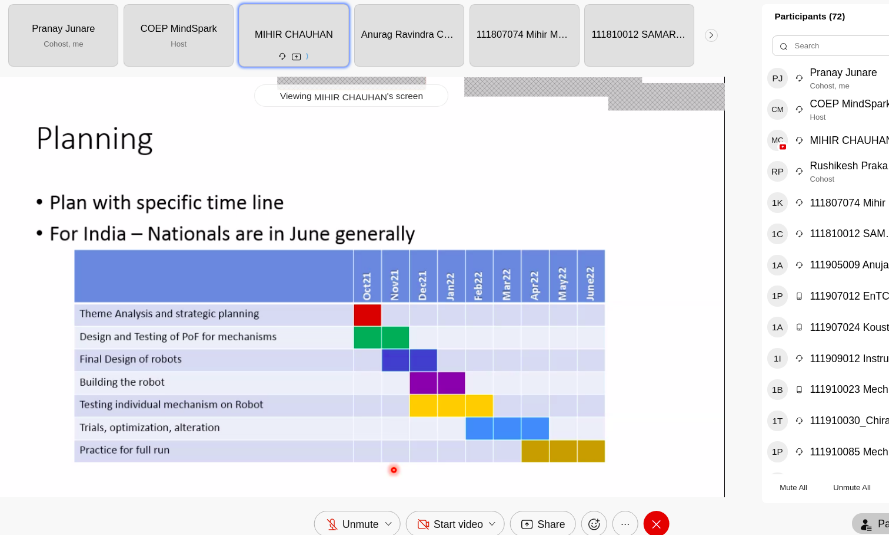 Pranay Junare
Cohost, me
COEP MindSpark
Host
MIHIR CHAUHAN
Anurag Ravindra C...
111807074 Mihir M...
111810012 SAMAR...
Viewing MIHIR CHAUHAN's screen
Planning
• Plan with specific time line
• For India – Nationals are in June generally
Oct21 Nov21 Dec21 Jan22 Feb22 Mar22 Apr22 May22 June22
Theme Analysis and strategic planning
Design and Testing of PoF for mechanisms
Final Design of robots
Building the robot
Testing individual mechanism on Robot
Trials, optimization, alteration
Practice for full run
Unmute
Start video
Share
Participants (72)
Search
PJ Pranay Junare
Cohost, me
CM COEP MindSpark
Host
MC MIHIR CHAUHAN
RP Rushikesh Praka
Cohost
1K 111807074 Mihir
1C 111810012 SAM.
1A 111905009 Anuja
1P 111907012 EnTC
1A 111907024 Koust
1I 111909012 Instru
1B 111910023 Mech
1T 111910030_Chira
1P 111910085 Mech
Mute All Unmute All
Pa